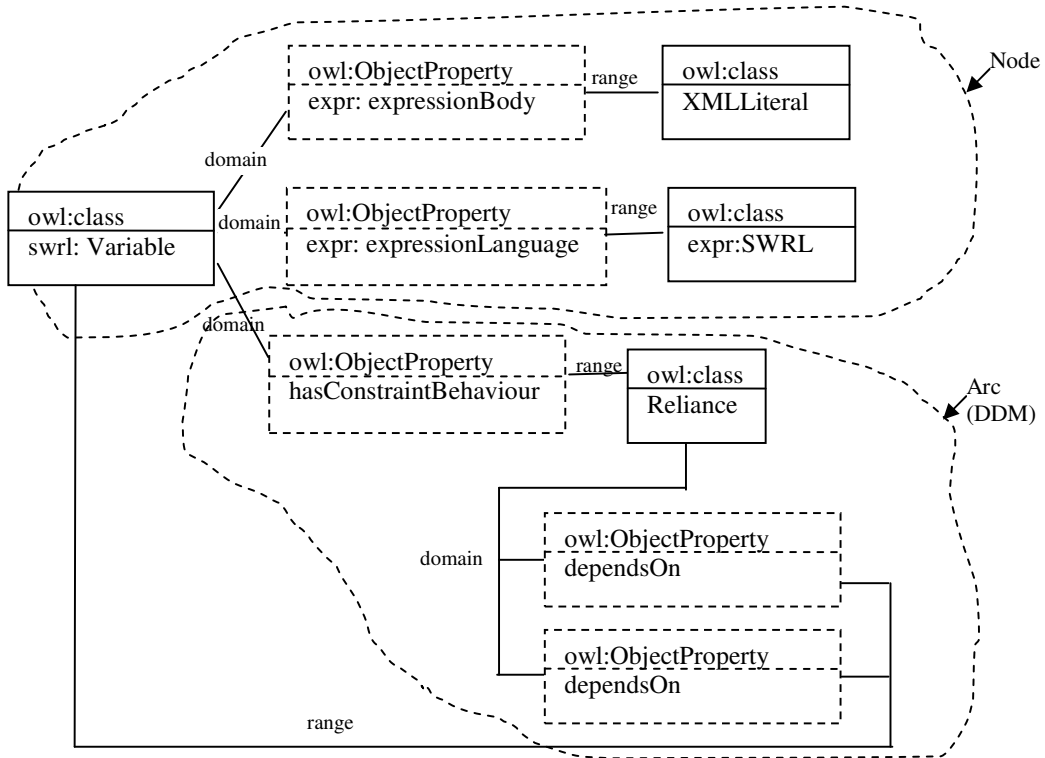 owl:ObjectProperty
expr: expressionBody
range
owl:class
XMLLiteral
Node
domain
owl:class
swrl: Variable
domain
owl:ObjectProperty
expr: expressionLanguage
range
owl:class
expr:SWRL
domain
owl:ObjectProperty
hasConstraintBehaviour
range
owl:class
Reliance
Arc
(DDM)
domain
owl:ObjectProperty
dependsOn
owl:ObjectProperty
dependsOn
range